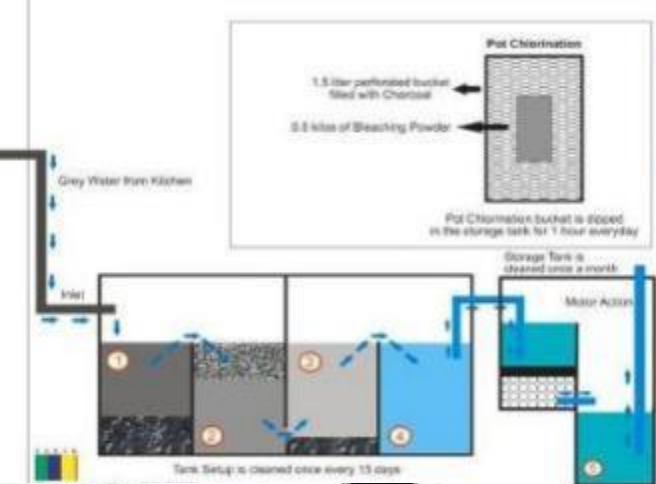 Pot Chlorination
1.5 liter perforated bucket
filled with Charcoal
0.5 kilos of Bleaching Powder
Pot Chlorination bucket is dipped
in the storage tank for 1 hour everyday
Grey Water from Kitchen
Inlet
Storage Tank is
cleaned once a month
Motor Action
1
2
3
4
5
Tank Setup is cleaned once every 15 days